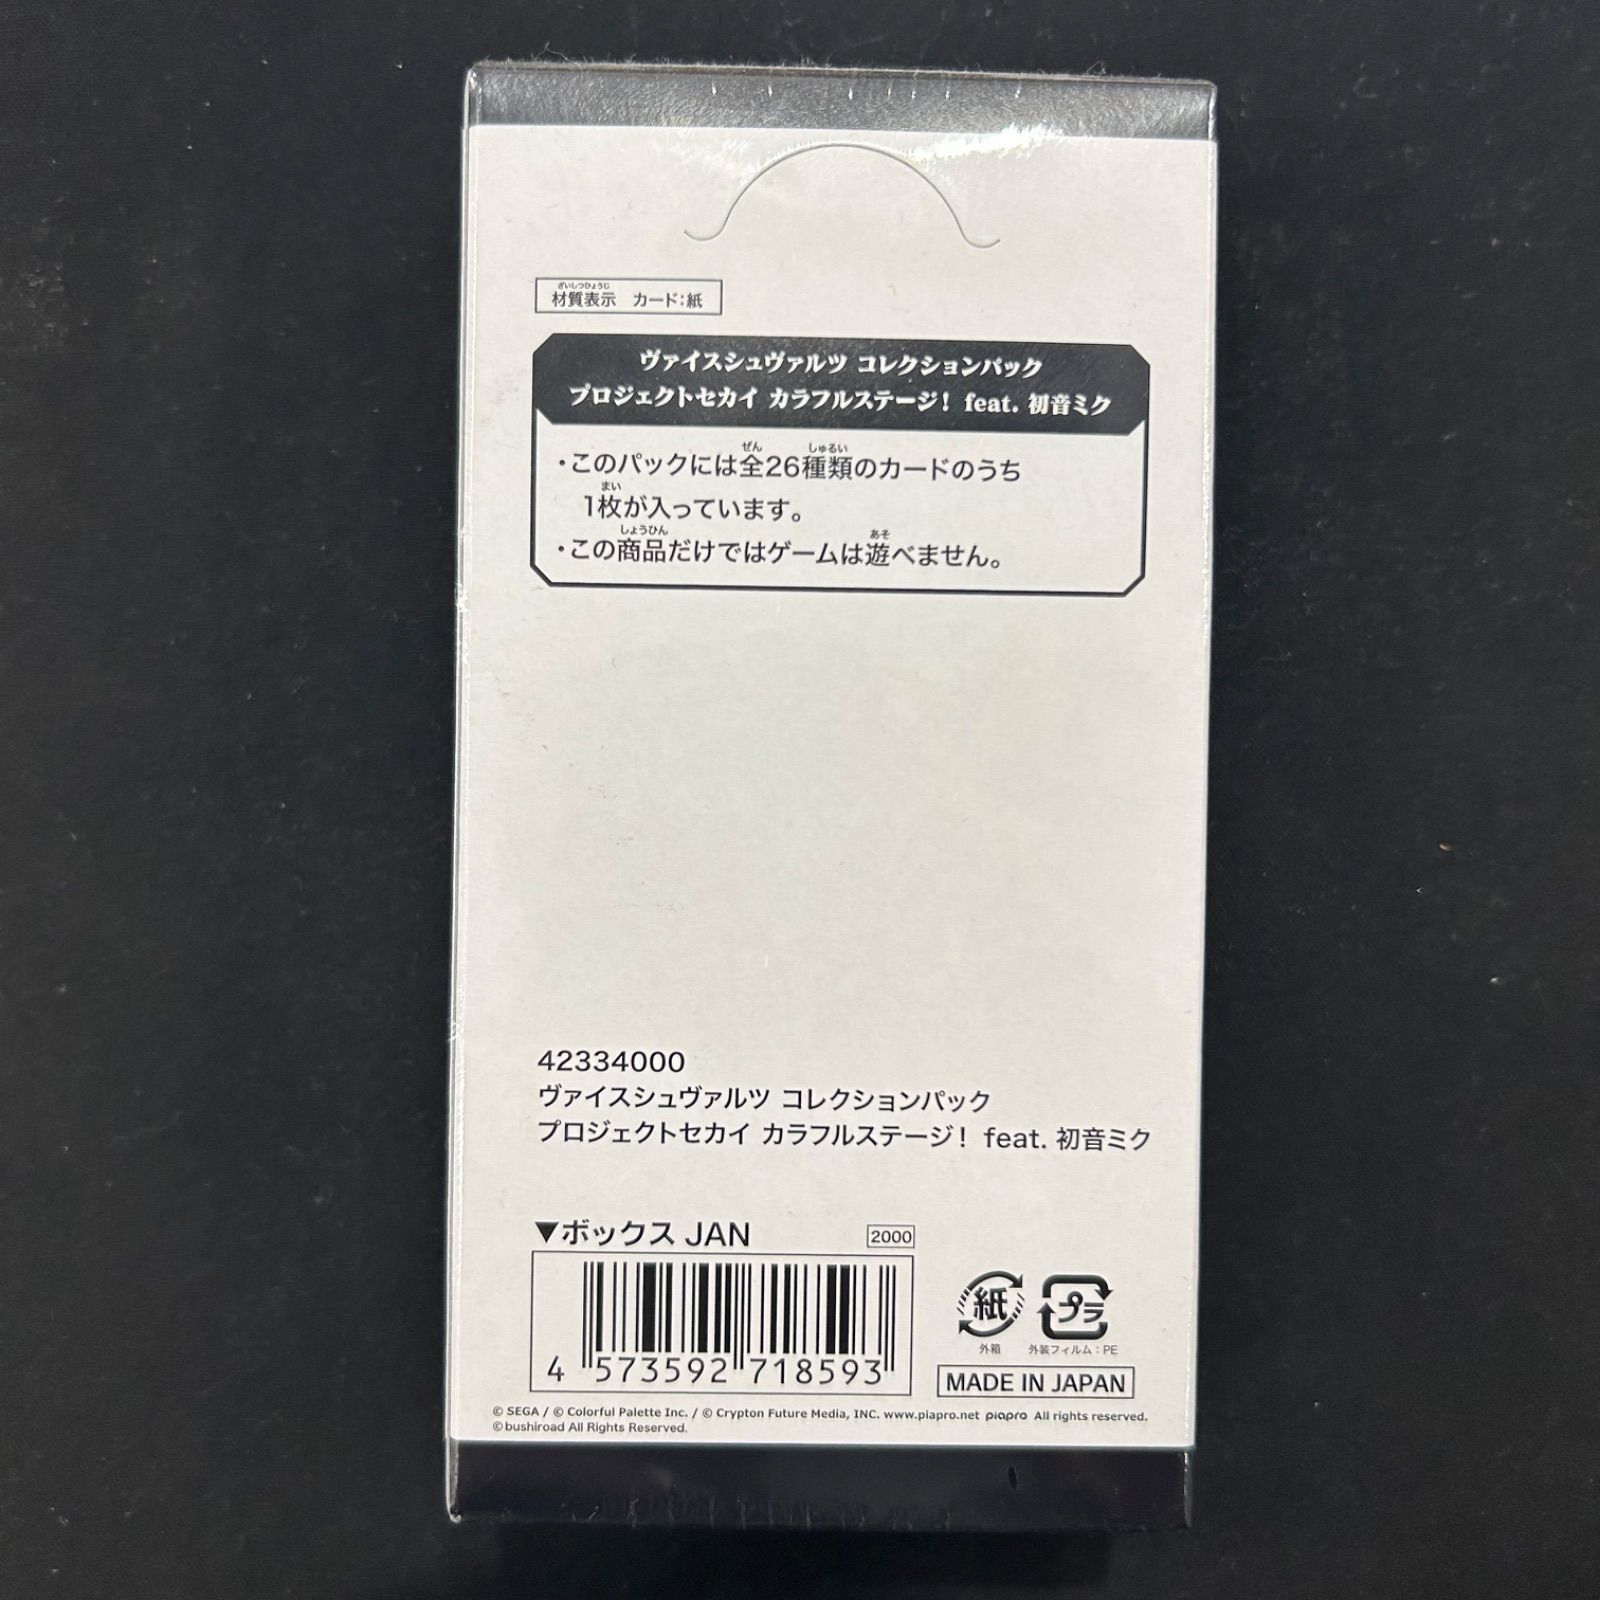 ざいしつひょうじ
材質表示 カード:紙
ヴァイスシュヴァルツ コレクションパック
プロジェクトセカイ カラフルステージ! feat. 初音ミク
ぜん しゅるい
・このパックには全26種類のカードのうち
まい
1枚が入っています。
しょうひん あそ
・この商品だけではゲームは遊べません。
42334000
ヴァイスシュヴァルツ コレクションパック
プロジェクトセカイ カラフルステージ! feat. 初音ミク
▼ボックス JAN 2000
4 573592 718593
紙 プラ
外箱 外装フィルム:PE
MADE IN JAPAN
© SEGA / © Colorful Palette Inc. / © Crypton Future Media, INC. www.piapro.net piapro All rights reserved.
©bushiroad All Rights Reserved.